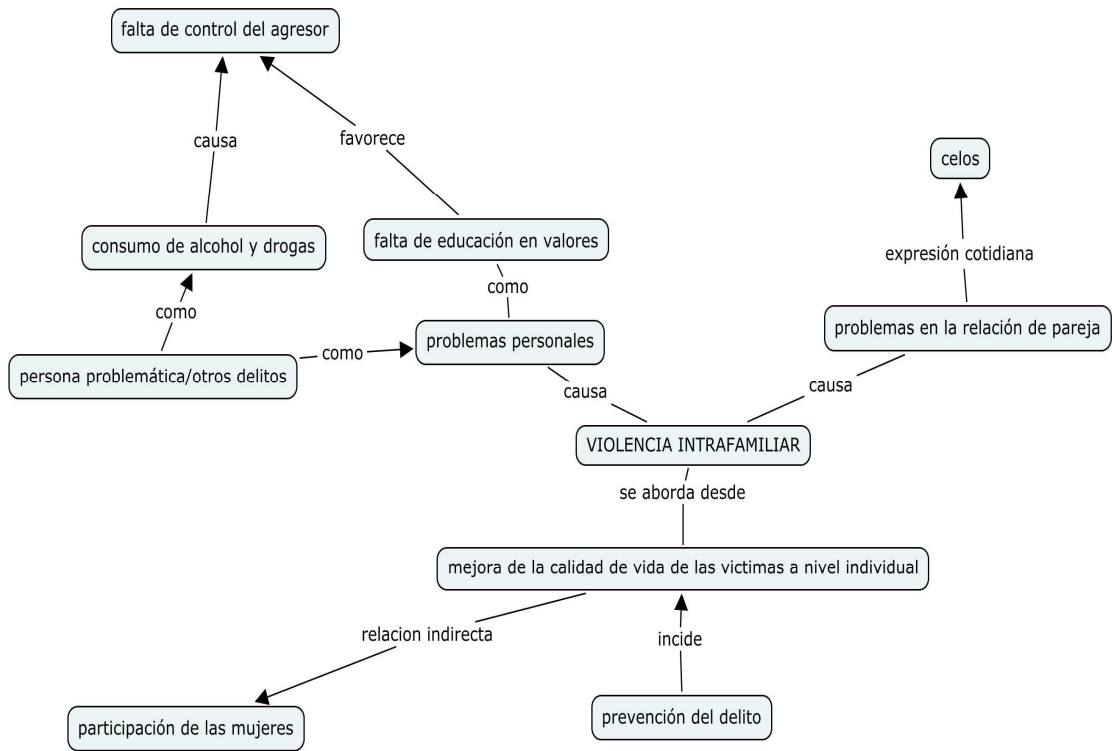 falta de control del agresor
causa
favorece
celos
consumo de alcohol y drogas
falta de educación en valores
expresión cotidiana
como
como
problemas en la relación de pareja
problemas personales
como
persona problemática/otros delitos
causa
causa
VIOLENCIA INTRAFAMILIAR
se aborda desde
mejora de la calidad de vida de las victimas a nivel individual
relacion indirecta
incide
participación de las mujeres
prevención del delito